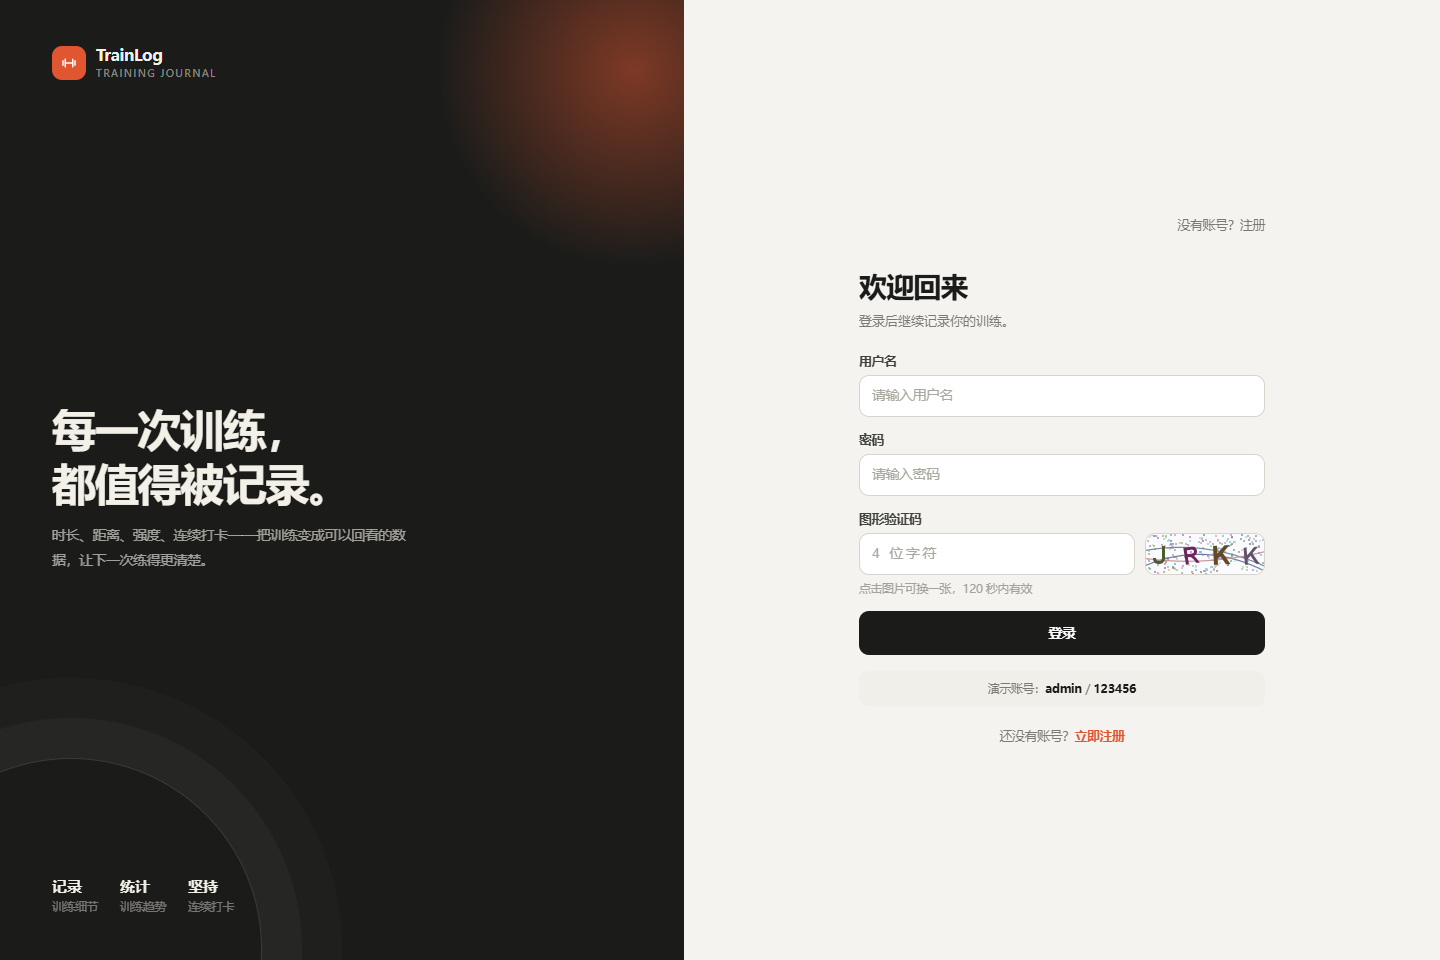 TrainLog
TRAINING JOURNAL
每一次训练，
都值得被记录。
时长、距离、强度、连续打卡——把训练变成可以回看的数
据，让下一次练得更清楚。
记录
训练细节
统计
训练趋势
坚持
连续打卡
没有账号？注册
欢迎回来
登录后继续记录你的训练。
用户名
请输入用户名
密码
请输入密码
图形验证码
4 位字符
JRKK
点击图片可换一张，120 秒内有效
登录
演示账号：admin / 123456
还没有账号？立即注册